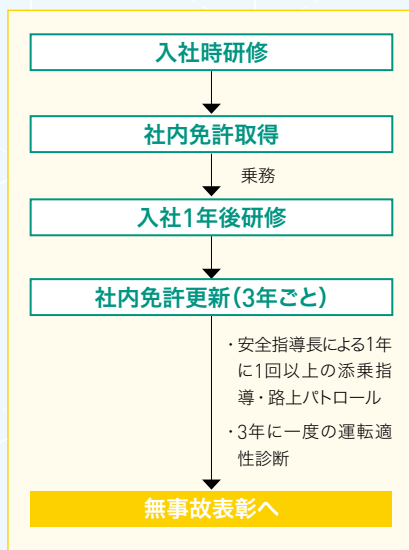 入社時研修
社内免許取得
乗務
入社1年後研修
社内免許更新（3年ごと）
・安全指導長による1年
に1回以上の添乗指
導・路上パトロール
・3年に一度の運転適
性診断
無事故表彰へ